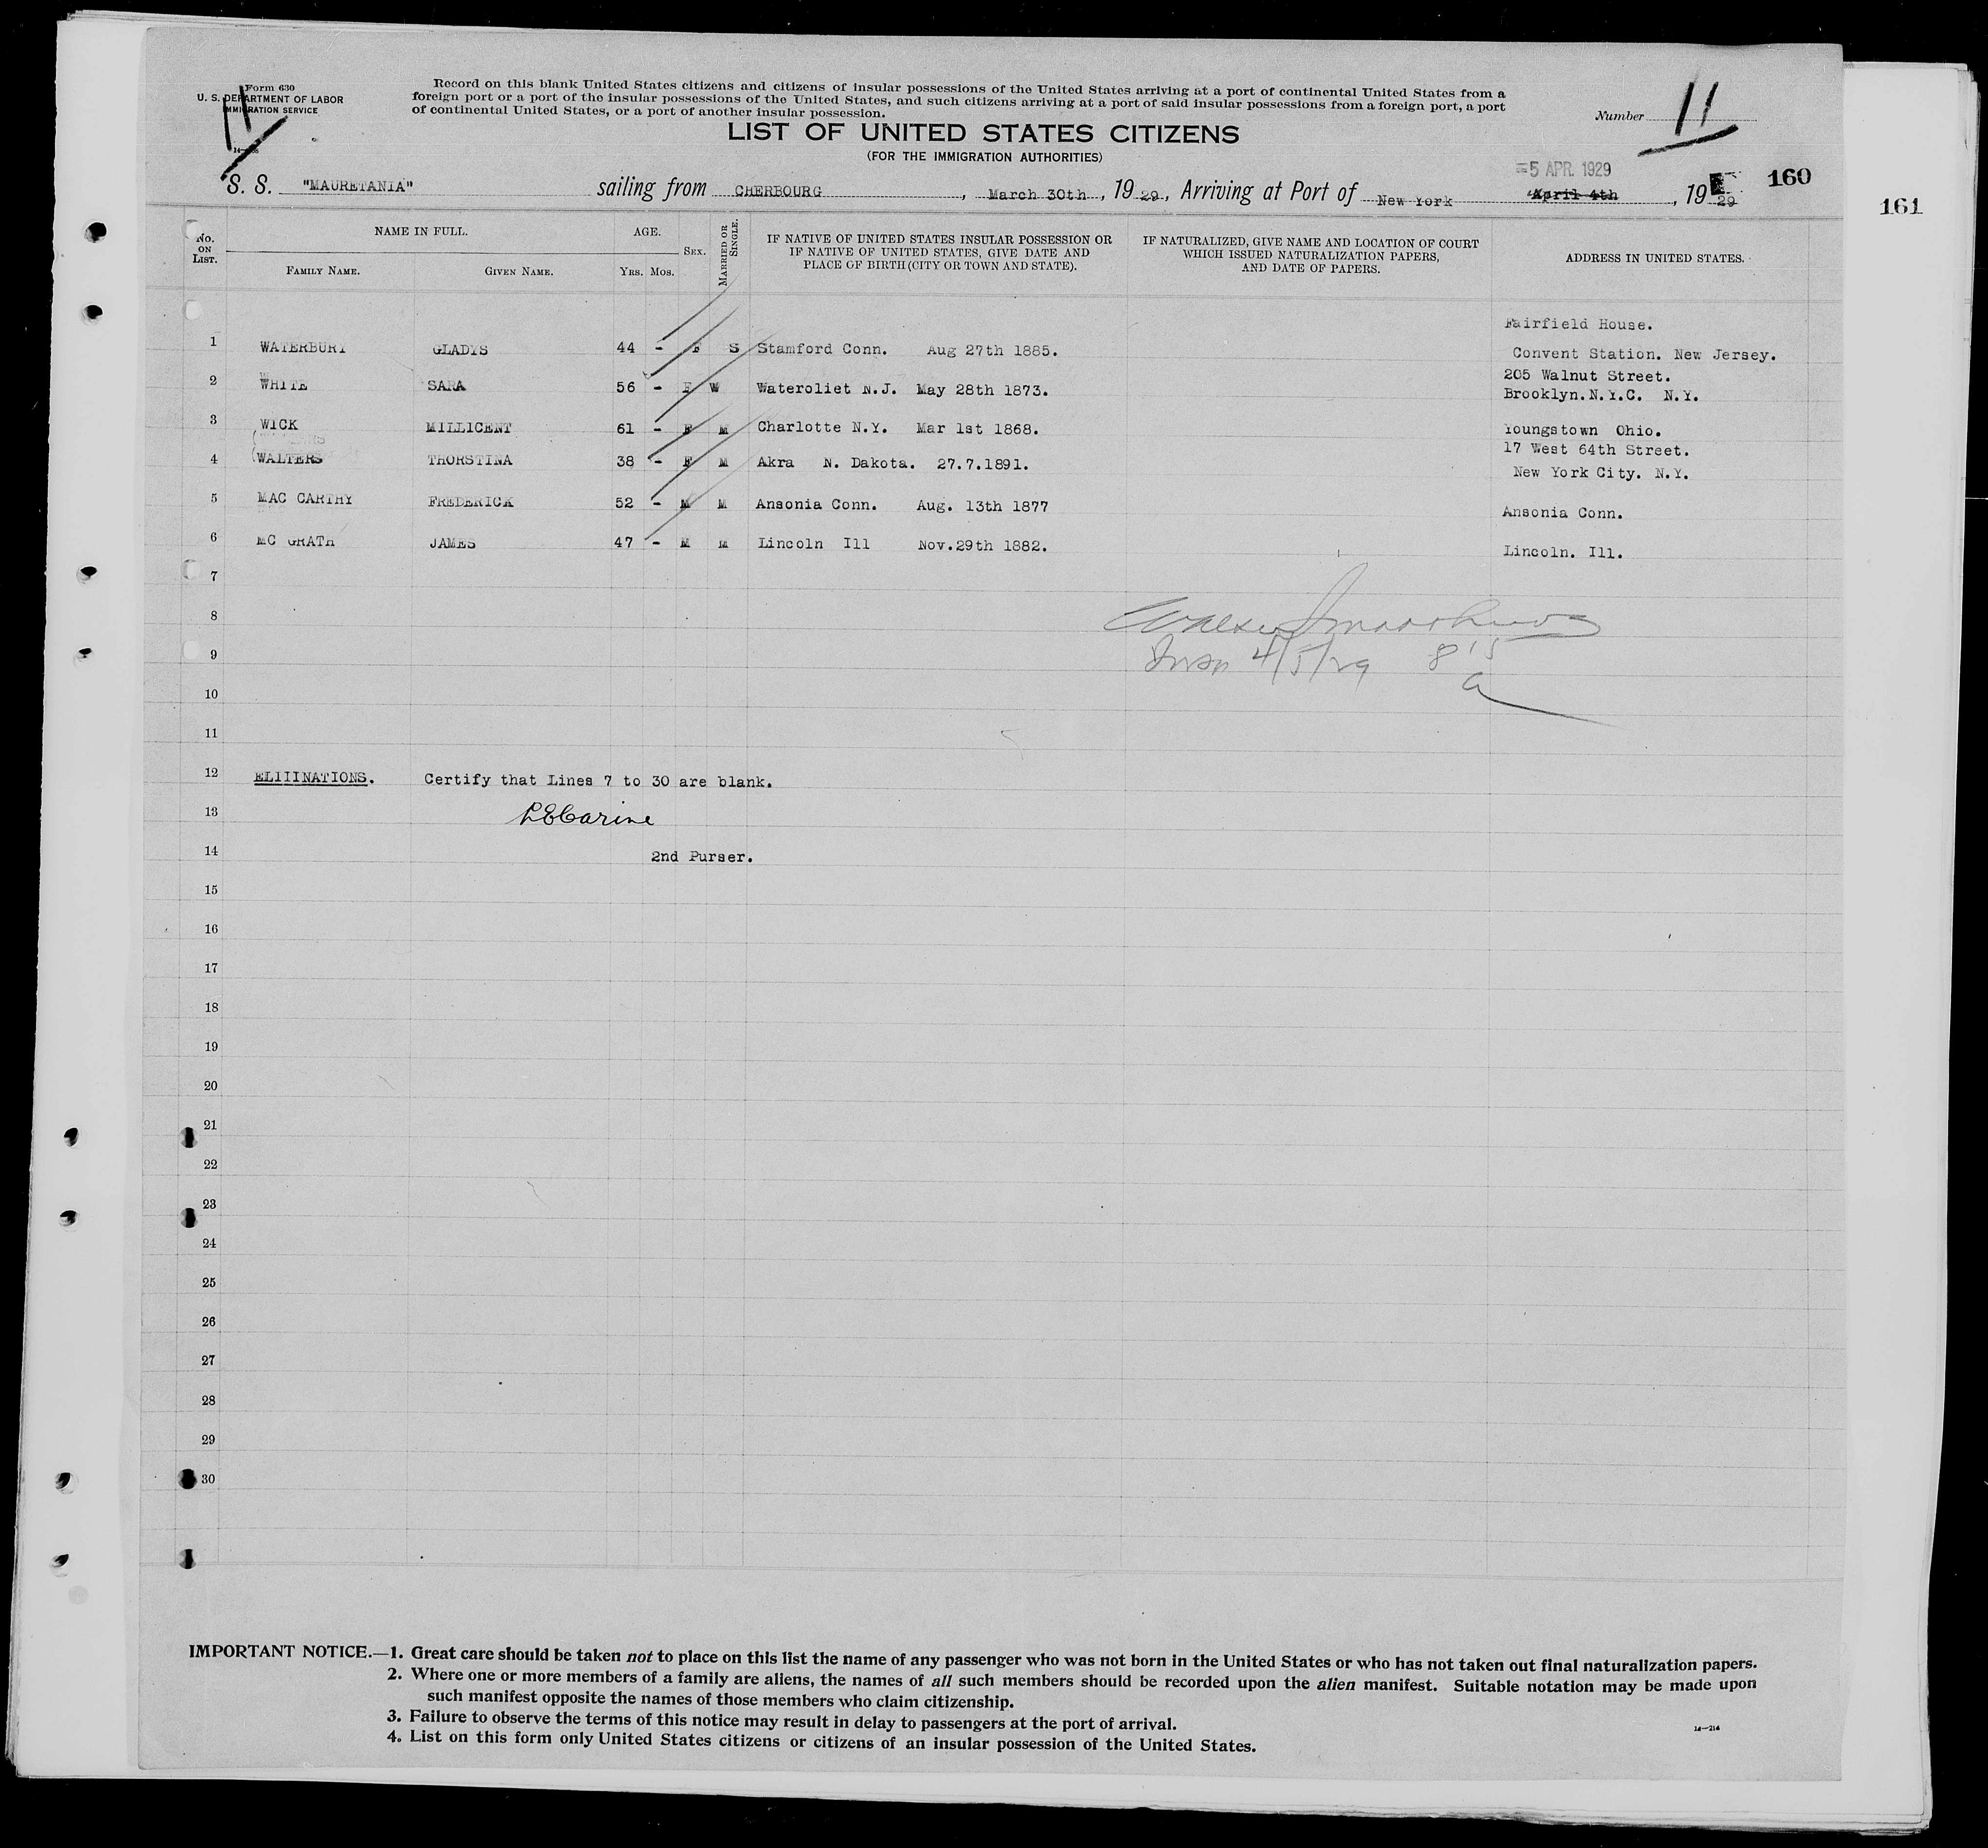 Form 630
U. S. DEPARTMENT OF LABOR
IMMIGRATION SERVICE
11
Record on this blank United States citizens and citizens of insular possessions of the United States arriving at a port of continental United States from a
foreign port or a port of the insular possessions of the United States, and such citizens arriving at a port of said insular possessions from a foreign port, a port
of continental United States, or a port of another insular possession.
Number 11
LIST OF UNITED STATES CITIZENS
(FOR THE IMMIGRATION AUTHORITIES)
=5 APR. 1929
160
161
S. S. "MAURETANIA" sailing from CHERBOURG, March 30th, 1929, Arriving at Port of New York April 4th, 1929
No. ON LIST. NAME IN FULL. AGE. SEX. MARRIED OR SINGLE. IF NATIVE OF UNITED STATES INSULAR POSSESSION OR IF NATIVE OF UNITED STATES, GIVE DATE AND PLACE OF BIRTH (CITY OR TOWN AND STATE). IF NATURALIZED, GIVE NAME AND LOCATION OF COURT WHICH ISSUED NATURALIZATION PAPERS, AND DATE OF PAPERS. ADDRESS IN UNITED STATES.
FAMILY NAME. GIVEN NAME. YRS. MOS.
Fairfield House.
1 WATERBURY GLADYS 44 - F S Stamford Conn. Aug 27th 1885. Convent Station. New Jersey.
205 Walnut Street.
2 WHITE SARA 56 - F W Wateroliet N.J. May 28th 1873. Brooklyn.N.Y.C. N.Y.
3 WICK MILLICENT 61 - F M Charlotte N.Y. Mar 1st 1868. Youngstown Ohio.
17 West 64th Street.
4 WALTERS THORSTINA 38 - F M Akra N. Dakota. 27.7.1891. New York City. N.Y.
5 MAC CARTHY FREDERICK 52 - M M Ansonia Conn. Aug. 13th 1877 Ansonia Conn.
6 MC GRATH JAMES 47 - M M Lincoln Ill Nov.29th 1882. Lincoln. Ill.
7
8
9 4/5/29 8 15
10 a
11
12 ELIIINATIONS. Certify that Lines 7 to 30 are blank.
13
14 2nd Purser.
15
16
17
18
19
20
21
22
23
24
25
26
27
28
29
30
IMPORTANT NOTICE.—1. Great care should be taken not to place on this list the name of any passenger who was not born in the United States or who has not taken out final naturalization papers.
2. Where one or more members of a family are aliens, the names of all such members should be recorded upon the alien manifest. Suitable notation may be made upon
such manifest opposite the names of those members who claim citizenship.
3. Failure to observe the terms of this notice may result in delay to passengers at the port of arrival.
4. List on this form only United States citizens or citizens of an insular possession of the United States.
14—214